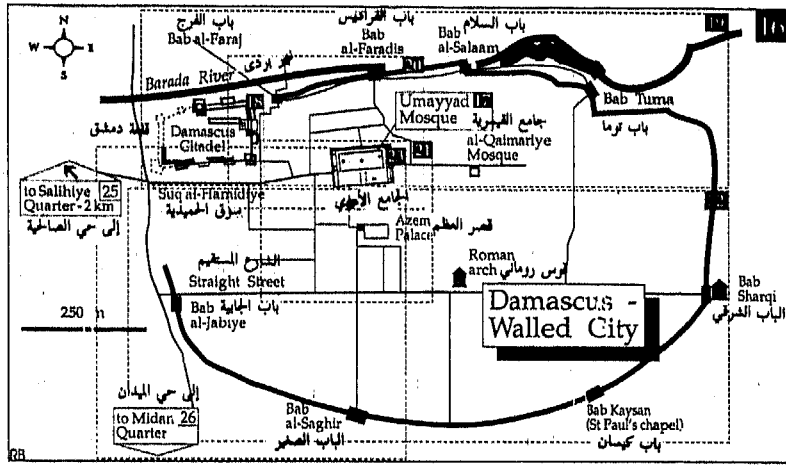 N
W
S
باب الفرج
Bab al-Faraj
باب الفراديس
Bab
al-Faradis
باب السلام
Bab
al-Salaam
19
16
Barada River
نهر بردى
20
Bab Tuma
باب توما
قلعة دمشق
Damascus
Citadel
18
Umayyad
Mosque
جامع القيمرية
al-Qaimariye
Mosque
21
to Salihiye 25
Quarter - 2 km
إلى حي الصالحية
Suq al-Hamidiye
سوق الحميدية
الجامع الأموي
Azem
Palace
قصر العظم
الشارع المستقيم
Straight Street
Roman
arch
قوس روماني
Damascus -
Walled City
Bab
Sharqi
الباب الشرقي
250 m
Bab
al-Jabiye
باب الجابية
إلى حي الميدان
to Midan 26
Quarter
Bab
al-Saghir
الباب الصغير
Bab Kaysan
(St Paul's chapel)
باب كيسان
RB